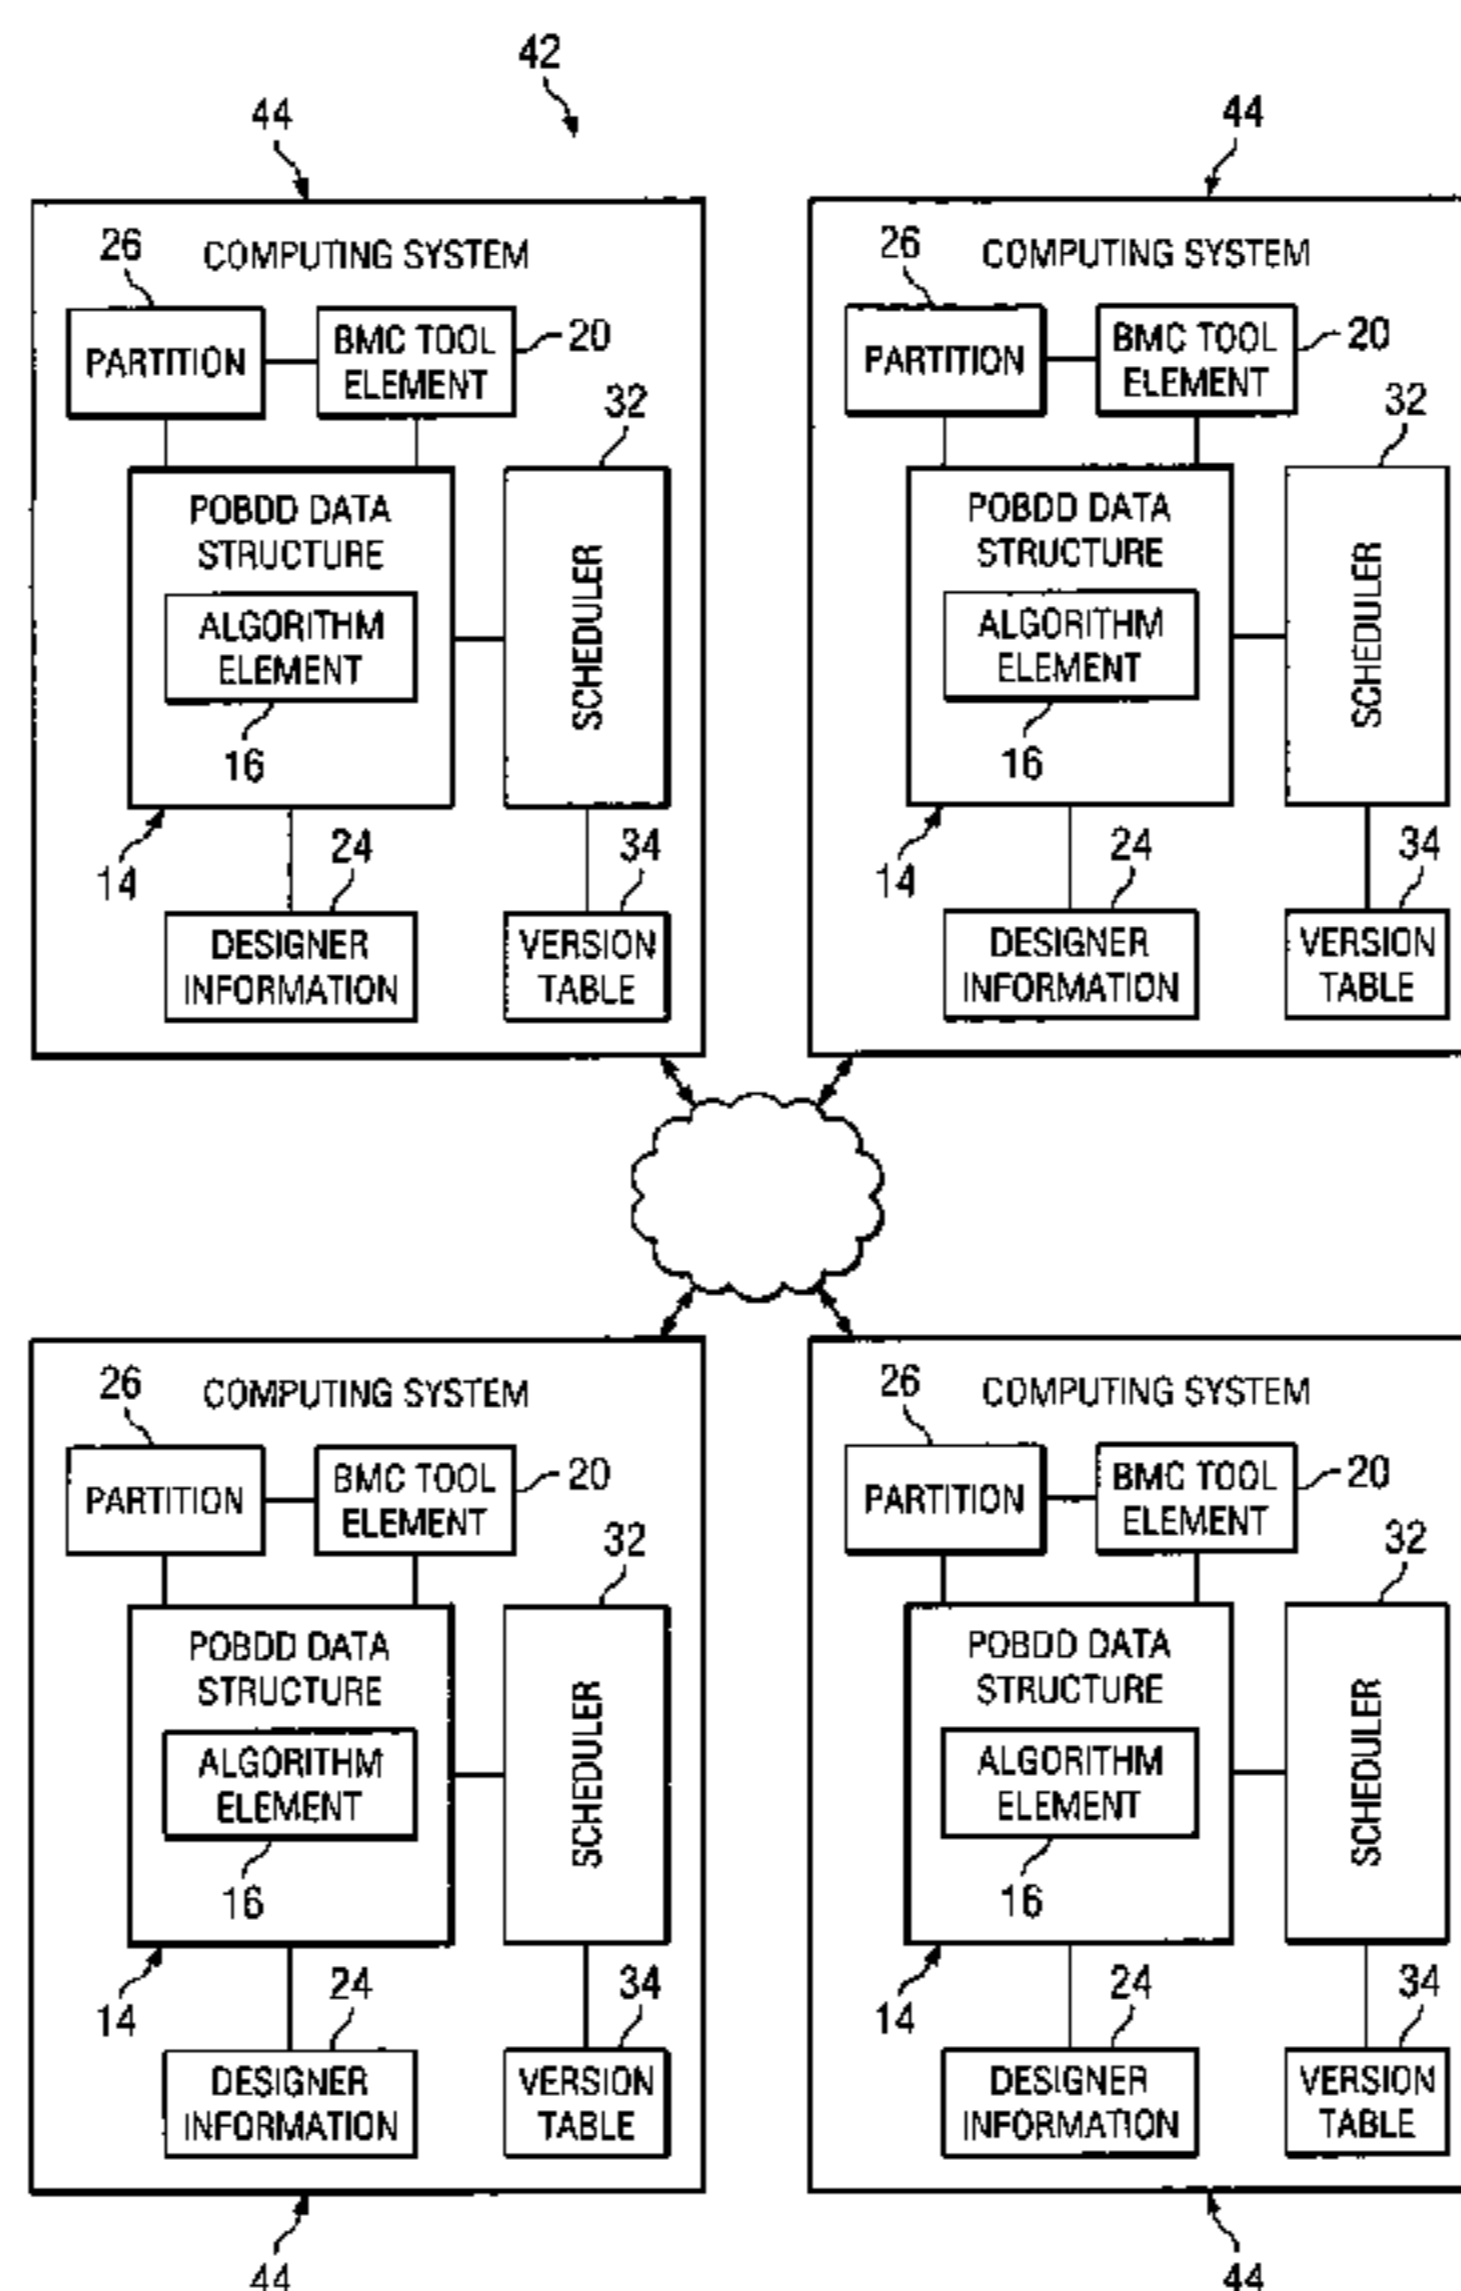 42
44
44
COMPUTING SYSTEM
26
PARTITION
BMC TOOL
ELEMENT
20
32
POBDD DATA
STRUCTURE
ALGORITHM
ELEMENT
16
SCHEDULER
14
24
34
DESIGNER
INFORMATION
VERSION
TABLE
COMPUTING SYSTEM
26
PARTITION
BMC TOOL
ELEMENT
20
32
POBDD DATA
STRUCTURE
ALGORITHM
ELEMENT
16
SCHEDULER
14
24
34
DESIGNER
INFORMATION
VERSION
TABLE
COMPUTING SYSTEM
26
PARTITION
BMC TOOL
ELEMENT
20
32
POBDD DATA
STRUCTURE
ALGORITHM
ELEMENT
16
SCHEDULER
14
24
34
DESIGNER
INFORMATION
VERSION
TABLE
44
COMPUTING SYSTEM
26
PARTITION
BMC TOOL
ELEMENT
20
32
POBDD DATA
STRUCTURE
ALGORITHM
ELEMENT
16
SCHEDULER
14
24
34
DESIGNER
INFORMATION
VERSION
TABLE
44